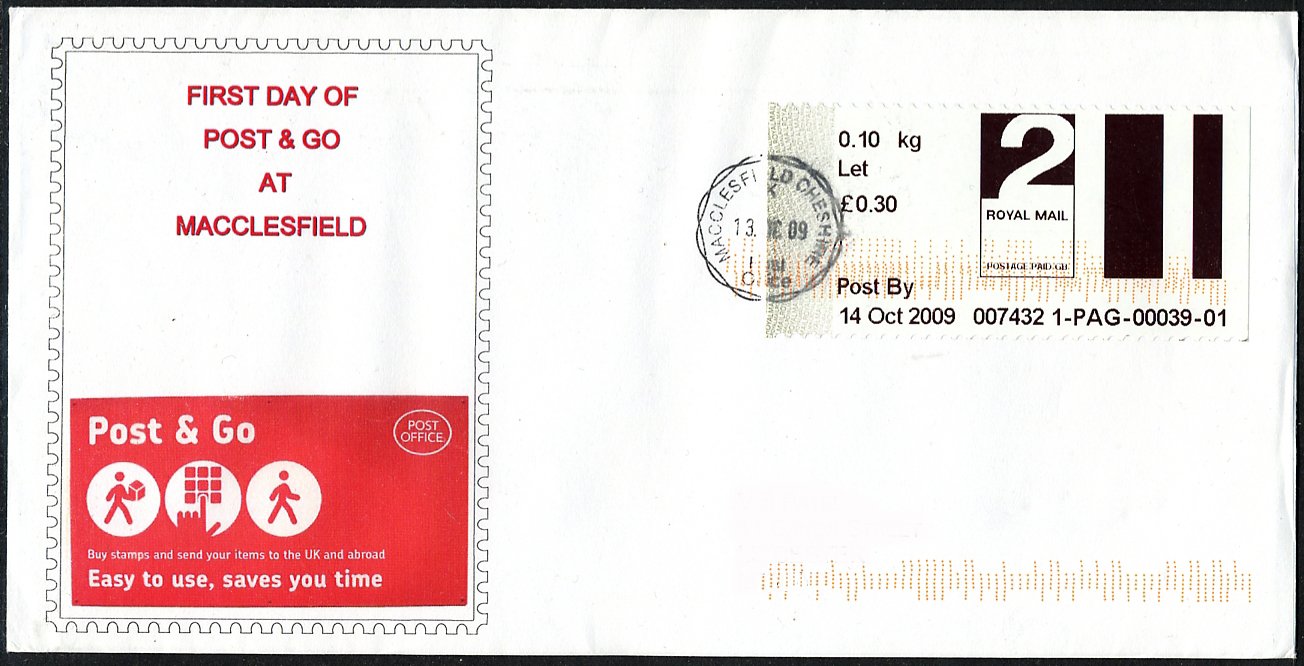 FIRST DAY OF
POST & GO
AT
MACCLESFIELD
Post & Go
POST
OFFICE
Buy stamps and send your items to the UK and abroad
Easy to use, saves you time
MACCLESFIELD CHESHIRE
13. 09
0.10 kg
Let
£0.30
2
ROYAL MAIL
POSTAGE PAID GB
Post By
14 Oct 2009 007432 1-PAG-00039-01